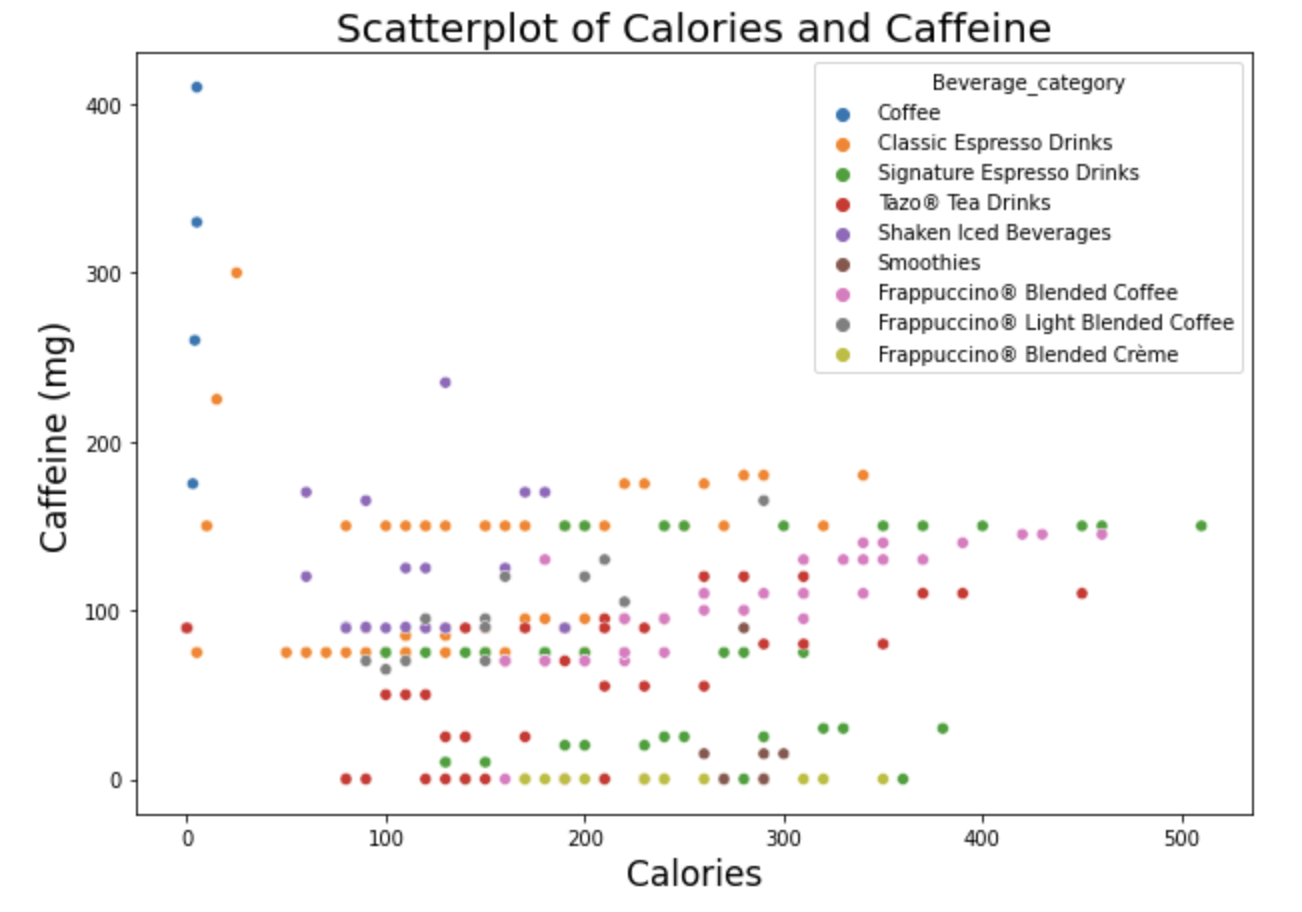 Scatterplot of Calories and Caffeine
Beverage_category
Coffee
Classic Espresso Drinks
Signature Espresso Drinks
Tazo® Tea Drinks
Shaken Iced Beverages
Smoothies
Frappuccino® Blended Coffee
Frappuccino® Light Blended Coffee
Frappuccino® Blended Crème
Caffeine (mg)
400
300
200
100
0
0 100 200 300 400 500
Calories